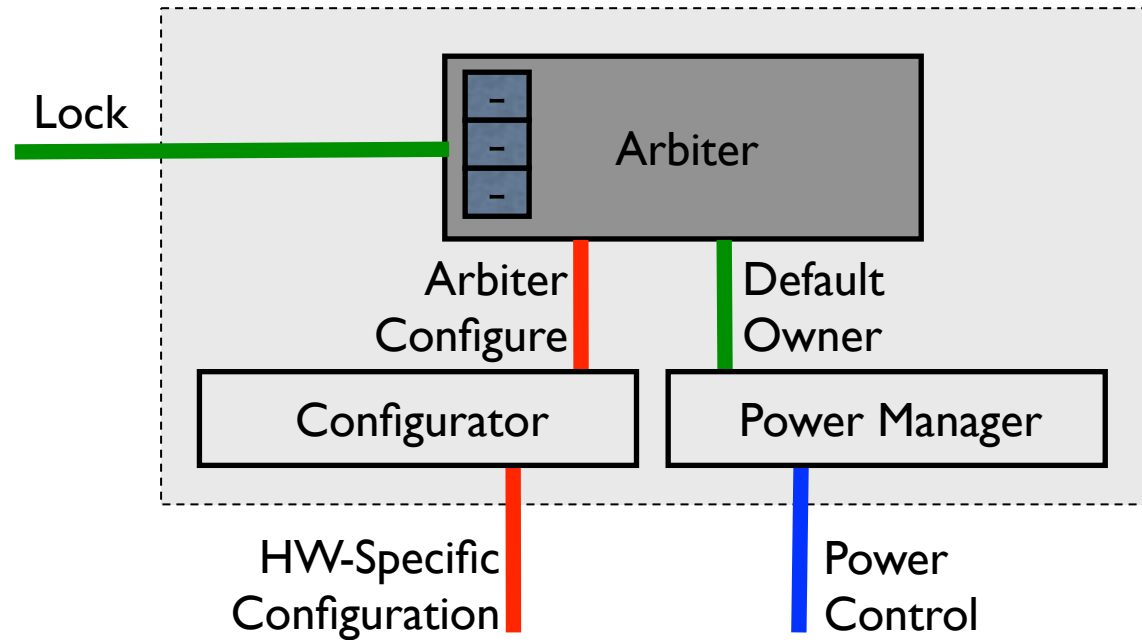 Lock
-
-
-
Arbiter
Arbiter
Configure
Default
Owner
Configurator
Power Manager
HW-Specific
Configuration
Power
Control